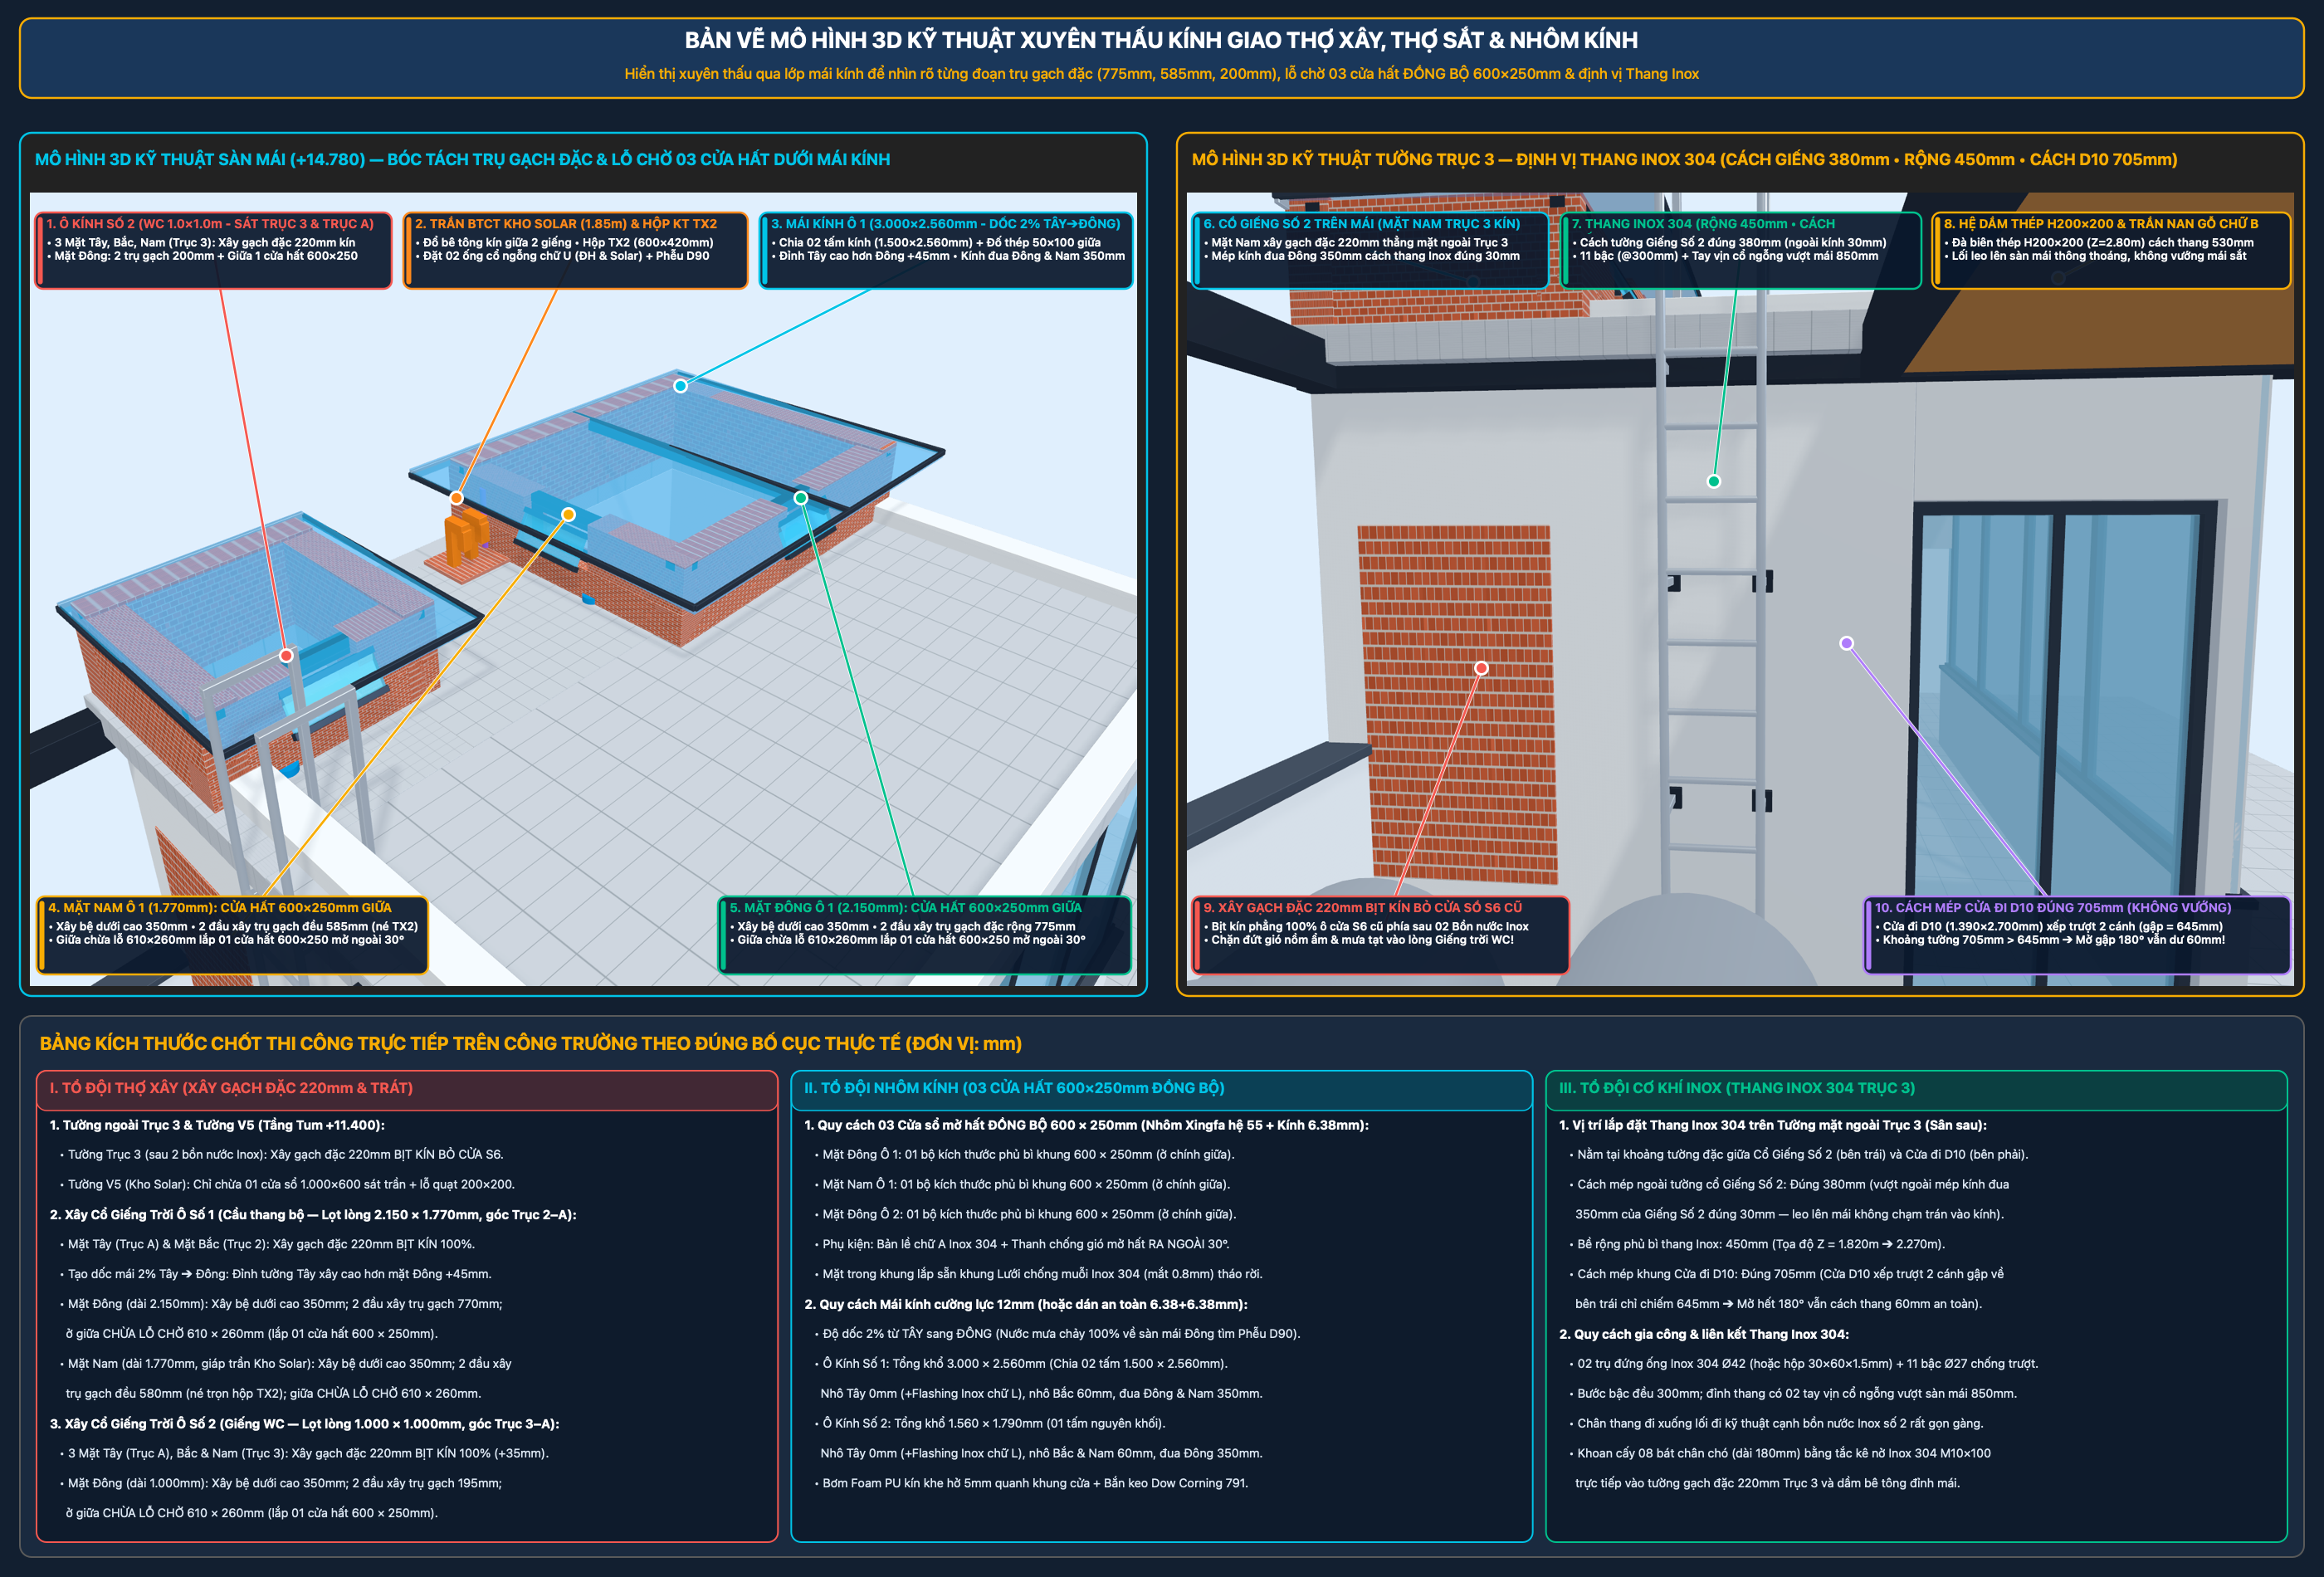 BẢN VẼ MÔ HÌNH 3D KỸ THUẬT XUYÊN THẤU KÍNH GIAO THỢ XÂY, THỢ SẮT & NHÔM KÍNH
Hiển thị xuyên thấu qua lớp mái kính để nhìn rõ từng đoạn trụ gạch đặc (775mm, 585mm, 200mm), lỗ chờ 03 cửa hất ĐỒNG BỘ 600×250mm & định vị Thang Inox
MÔ HÌNH 3D KỸ THUẬT SÀN MÁI (+14.780) — BÓC TÁCH TRỤ GẠCH ĐẶC & LỖ CHỜ 03 CỬA HẤT DƯỚI MÁI KÍNH
1. Ô KÍNH SỐ 2 (WC 1.0×1.0m - SÁT TRỤC 3 & TRỤC A)
• 3 Mặt Tây, Bắc, Nam (Trục 3): Xây gạch đặc 220mm kín
• Mặt Đông: 2 trụ gạch 200mm + Giữa 1 cửa hất 600×250
2. TRẦN BTCT KHO SOLAR (1.85m) & HỘP KT TX2
• Đổ bê tông kín giữa 2 giếng • Hộp TX2 (600×420mm)
• Đặt 02 ống cổ ngỗng chữ U (ĐH & Solar) + Phễu D90
3. MÁI KÍNH Ô 1 (3.000×2.560mm - DỐC 2% TÂY➔ĐÔNG)
• Chia 02 tấm kính (1.500×2.560mm) + Đố thép 50×100 giữa
• Đỉnh Tây cao hơn Đông +45mm • Kính đua Đông & Nam 350mm
4. MẶT NAM Ô 1 (1.770mm): CỬA HẤT 600×250mm GIỮA
• Xây bệ dưới cao 350mm • 2 đầu xây trụ gạch đều 585mm (né TX2)
• Giữa chừa lỗ 610×260mm lắp 01 cửa hất 600×250 mở ngoài 30°
5. MẶT ĐÔNG Ô 1 (2.150mm): CỬA HẤT 600×250mm GIỮA
• Xây bệ dưới cao 350mm • 2 đầu xây trụ gạch đặc rộng 775mm
• Giữa chừa lỗ 610×260mm lắp 01 cửa hất 600×250 mở ngoài 30°
MÔ HÌNH 3D KỸ THUẬT TƯỜNG TRỤC 3 — ĐỊNH VỊ THANG INOX 304 (CÁCH GIẾNG 380mm • RỘNG 450mm • CÁCH D10 705mm)
6. CỔ GIẾNG SỐ 2 TRÊN MÁI (MẶT NAM TRỤC 3 KÍN)
• Mặt Nam xây gạch đặc 220mm thẳng mặt ngoài Trục 3
• Mép kính đua Đông 350mm cách thang Inox đúng 30mm
7. THANG INOX 304 (RỘNG 450mm • CÁCH
• Cách tường Giếng Số 2 đúng 380mm (ngoài kính 30mm)
• 11 bậc (@300mm) + Tay vịn cổ ngỗng vượt mái 850mm
8. HỆ DẦM THÉP H200×200 & TRẦN NAN GỖ CHỮ B
• Đà biên thép H200×200 (Z=2.80m) cách thang 530mm
• Lối leo lên sàn mái thông thoáng, không vướng mái sắt
9. XÂY GẠCH ĐẶC 220mm BỊT KÍN BỎ CỬA SỔ S6 CŨ
• Bịt kín phẳng 100% ô cửa S6 cũ phía sau 02 Bồn nước Inox
• Chặn đứt gió nồm ẩm & mưa tạt vào lòng Giếng trời WC!
10. CÁCH MÉP CỬA ĐI D10 ĐÚNG 705mm (KHÔNG VƯỚNG)
• Cửa đi D10 (1.390×2.700mm) xếp trượt 2 cánh (gập = 645mm)
• Khoảng tường 705mm > 645mm ➔ Mở gập 180° vẫn dư 60mm!
BẢNG KÍCH THƯỚC CHỐT THI CÔNG TRỰC TIẾP TRÊN CÔNG TRƯỜNG THEO ĐÚNG BỐ CỤC THỰC TẾ (ĐƠN VỊ: mm)
I. TỔ ĐỘI THỢ XÂY (XÂY GẠCH ĐẶC 220mm & TRÁT)
1. Tường ngoài Trục 3 & Tường V5 (Tầng Tum +11.400):
• Tường Trục 3 (sau 2 bồn nước Inox): Xây gạch đặc 220mm BỊT KÍN BỎ CỬA S6.
• Tường V5 (Kho Solar): Chỉ chừa 01 cửa sổ 1.000×600 sát trần + lỗ quạt 200×200.
2. Xây Cổ Giếng Trời Ô Số 1 (Cầu thang bộ — Lọt lòng 2.150 × 1.770mm, góc Trục 2–A):
• Mặt Tây (Trục A) & Mặt Bắc (Trục 2): Xây gạch đặc 220mm BỊT KÍN 100%.
• Tạo dốc mái 2% Tây ➔ Đông: Đỉnh tường Tây xây cao hơn mặt Đông +45mm.
• Mặt Đông (dài 2.150mm): Xây bệ dưới cao 350mm; 2 đầu xây trụ gạch 770mm;
ở giữa CHỪA LỖ CHỜ 610 × 260mm (lắp 01 cửa hất 600 × 250mm).
• Mặt Nam (dài 1.770mm, giáp trần Kho Solar): Xây bệ dưới cao 350mm; 2 đầu xây
trụ gạch đều 580mm (né trọn hộp TX2); giữa CHỪA LỖ CHỜ 610 × 260mm.
3. Xây Cổ Giếng Trời Ô Số 2 (Giếng WC — Lọt lòng 1.000 × 1.000mm, góc Trục 3–A):
• 3 Mặt Tây (Trục A), Bắc & Nam (Trục 3): Xây gạch đặc 220mm BỊT KÍN 100% (+35mm).
• Mặt Đông (dài 1.000mm): Xây bệ dưới cao 350mm; 2 đầu xây trụ gạch 195mm;
ở giữa CHỪA LỖ CHỜ 610 × 260mm (lắp 01 cửa hất 600 × 250mm).
II. TỔ ĐỘI NHÔM KÍNH (03 CỬA HẤT 600×250mm ĐỒNG BỘ)
1. Quy cách 03 Cửa sổ mở hất ĐỒNG BỘ 600 × 250mm (Nhôm Xingfa hệ 55 + Kính 6.38mm):
• Mặt Đông Ô 1: 01 bộ kích thước phủ bì khung 600 × 250mm (ở chính giữa).
• Mặt Nam Ô 1: 01 bộ kích thước phủ bì khung 600 × 250mm (ở chính giữa).
• Mặt Đông Ô 2: 01 bộ kích thước phủ bì khung 600 × 250mm (ở chính giữa).
• Phụ kiện: Bản lề chữ A Inox 304 + Thanh chống gió mở hất RA NGOÀI 30°.
• Mặt trong khung lắp sẵn khung Lưới chống muỗi Inox 304 (mắt 0.8mm) tháo rời.
2. Quy cách Mái kính cường lực 12mm (hoặc dán an toàn 6.38+6.38mm):
• Độ dốc 2% từ TÂY sang ĐÔNG (Nước mưa chảy 100% về sàn mái Đông tìm Phễu D90).
• Ô Kính Số 1: Tổng khổ 3.000 × 2.560mm (Chia 02 tấm 1.500 × 2.560mm).
Nhô Tây 0mm (+Flashing Inox chữ L), nhô Bắc 60mm, đua Đông & Nam 350mm.
• Ô Kính Số 2: Tổng khổ 1.560 × 1.790mm (01 tấm nguyên khối).
Nhô Tây 0mm (+Flashing Inox chữ L), nhô Bắc & Nam 60mm, đua Đông 350mm.
• Bơm Foam PU kín khe hở 5mm quanh khung cửa + Bắn keo Dow Corning 791.
III. TỔ ĐỘI CƠ KHÍ INOX (THANG INOX 304 TRỤC 3)
1. Vị trí lắp đặt Thang Inox 304 trên Tường mặt ngoài Trục 3 (Sân sau):
• Nằm tại khoảng tường đặc giữa Cổ Giếng Số 2 (bên trái) và Cửa đi D10 (bên phải).
• Cách mép ngoài tường cổ Giếng Số 2: Đúng 380mm (vượt ngoài mép kính đua
350mm của Giếng Số 2 đúng 30mm — leo lên mái không chạm trán vào kính).
• Bề rộng phủ bì thang Inox: 450mm (Tọa độ Z = 1.820m ➔ 2.270m).
• Cách mép khung Cửa đi D10: Đúng 705mm (Cửa D10 xếp trượt 2 cánh gập về
bên trái chỉ chiếm 645mm ➔ Mở hết 180° vẫn cách thang 60mm an toàn).
2. Quy cách gia công & liên kết Thang Inox 304:
• 02 trụ đứng ống Inox 304 Ø42 (hoặc hộp 30×60×1.5mm) + 11 bậc Ø27 chống trượt.
• Bước bậc đều 300mm; đỉnh thang có 02 tay vịn cổ ngỗng vượt sàn mái 850mm.
• Chân thang đi xuống lối đi kỹ thuật cạnh bồn nước Inox số 2 rất gọn gàng.
• Khoan cấy 08 bát chân chó (dài 180mm) bằng tắc kê nở Inox 304 M10×100
trực tiếp vào tường gạch đặc 220mm Trục 3 và dầm bê tông đỉnh mái.